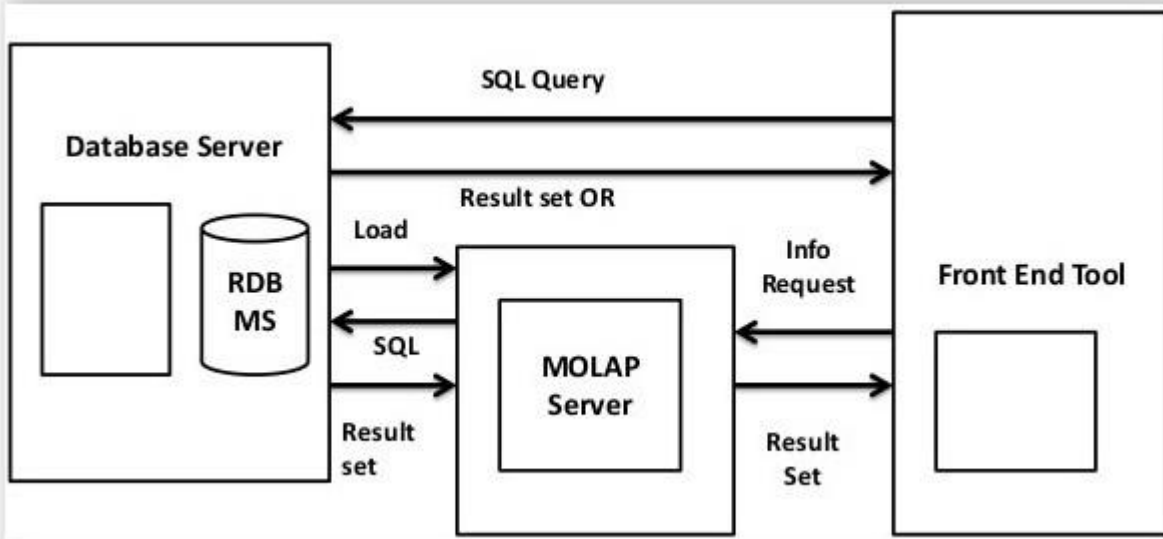 SQL Query
Database Server
Result set OR
Load
Info
Request
Front End Tool
RDB
MS
SQL
MOLAP
Server
Result
set
Result
Set